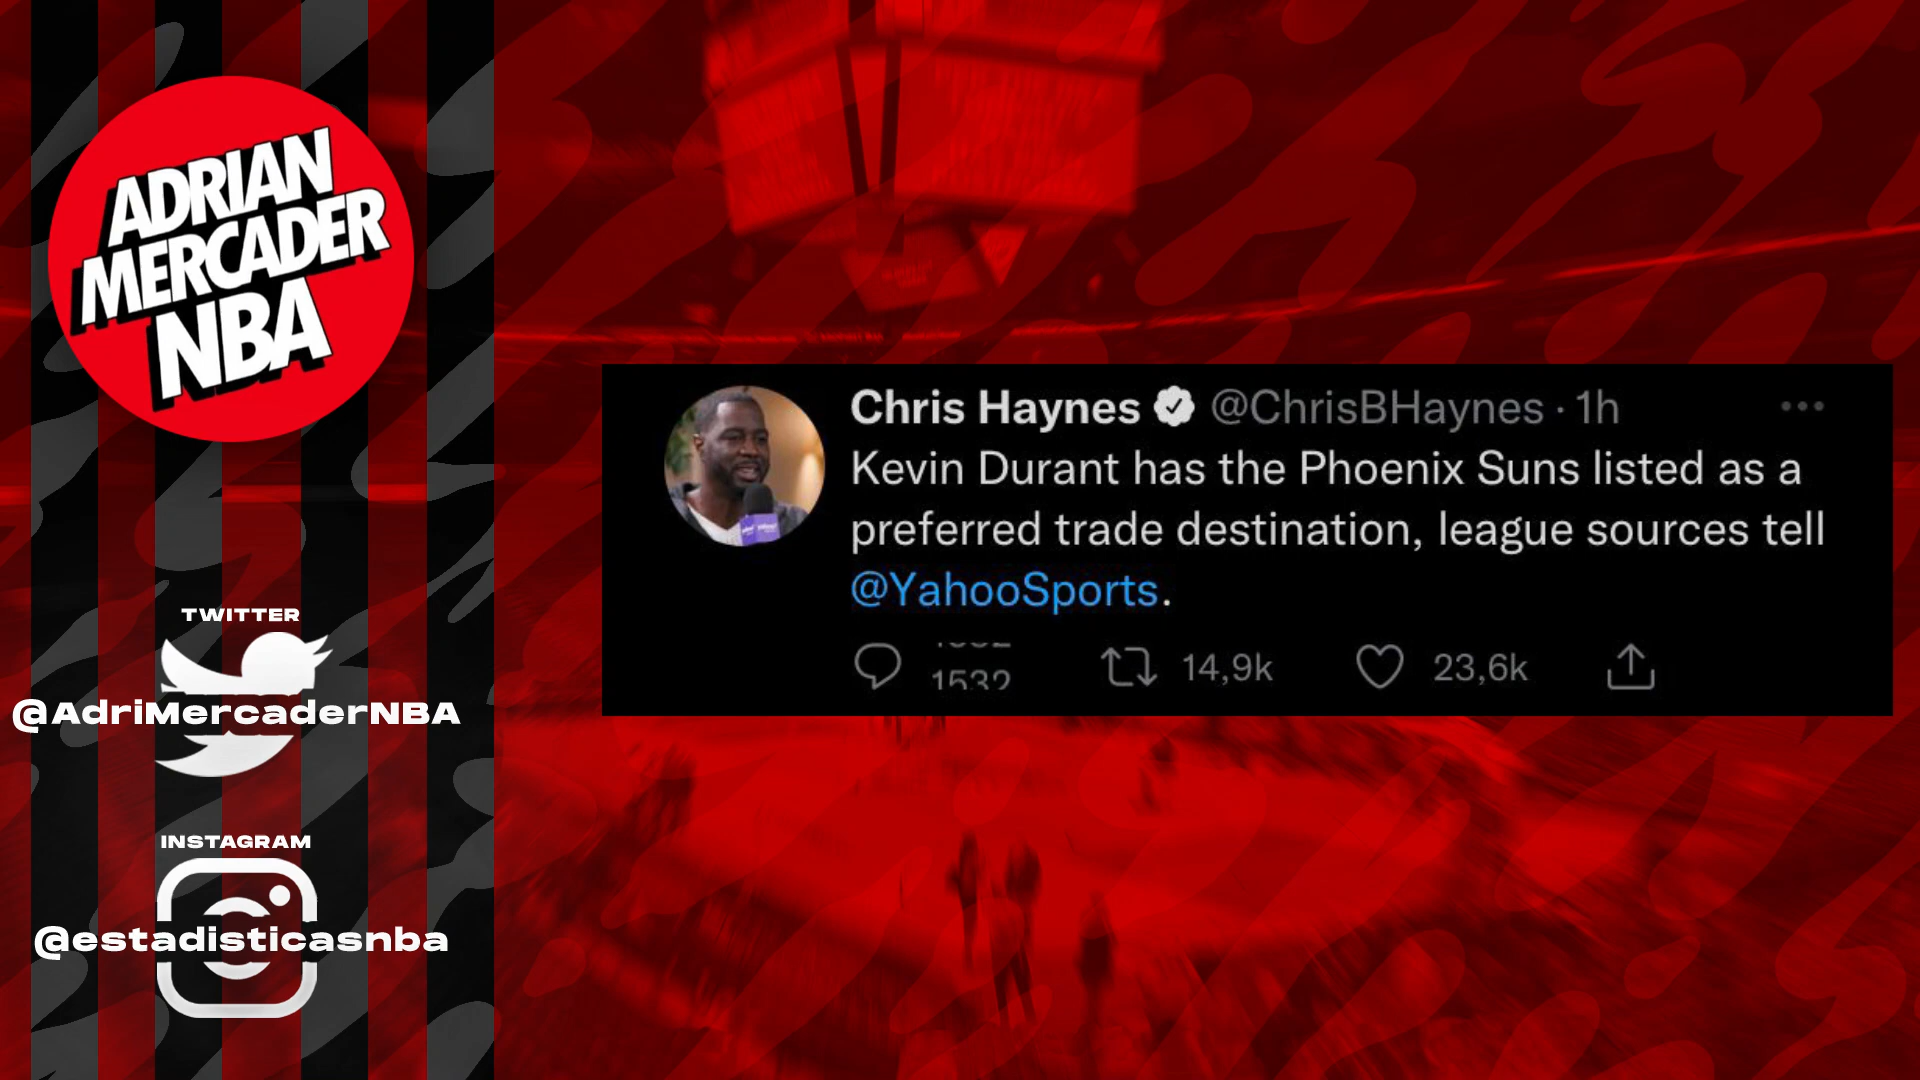 ADRIAN
MERCADER
NBA
TWITTER
@AdriMercaderNBA
INSTAGRAM
@estadisticasnba
Chris Haynes @ChrisBHaynes · 1h
Kevin Durant has the Phoenix Suns listed as a
preferred trade destination, league sources tell
@YahooSports.
1532 14,9k 23,6k